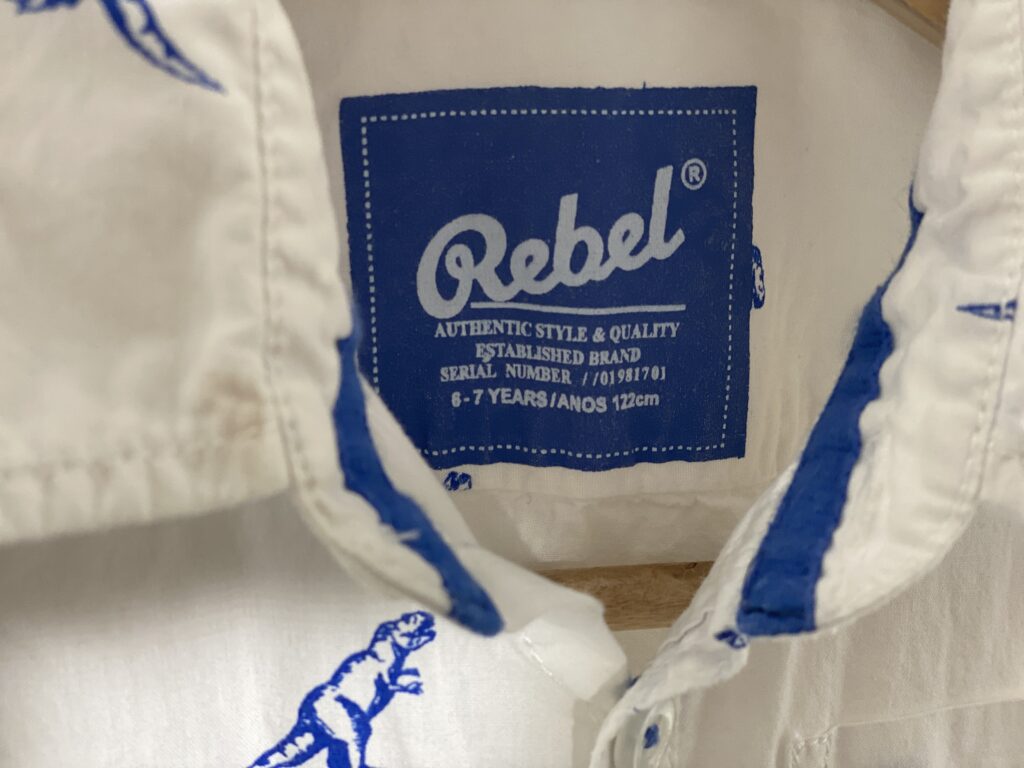 Rebel®
AUTHENTIC STYLE & QUALITY
ESTABLISHED BRAND
SERIAL NUMBER //01981701
6-7 YEARS/ANOS 122cm